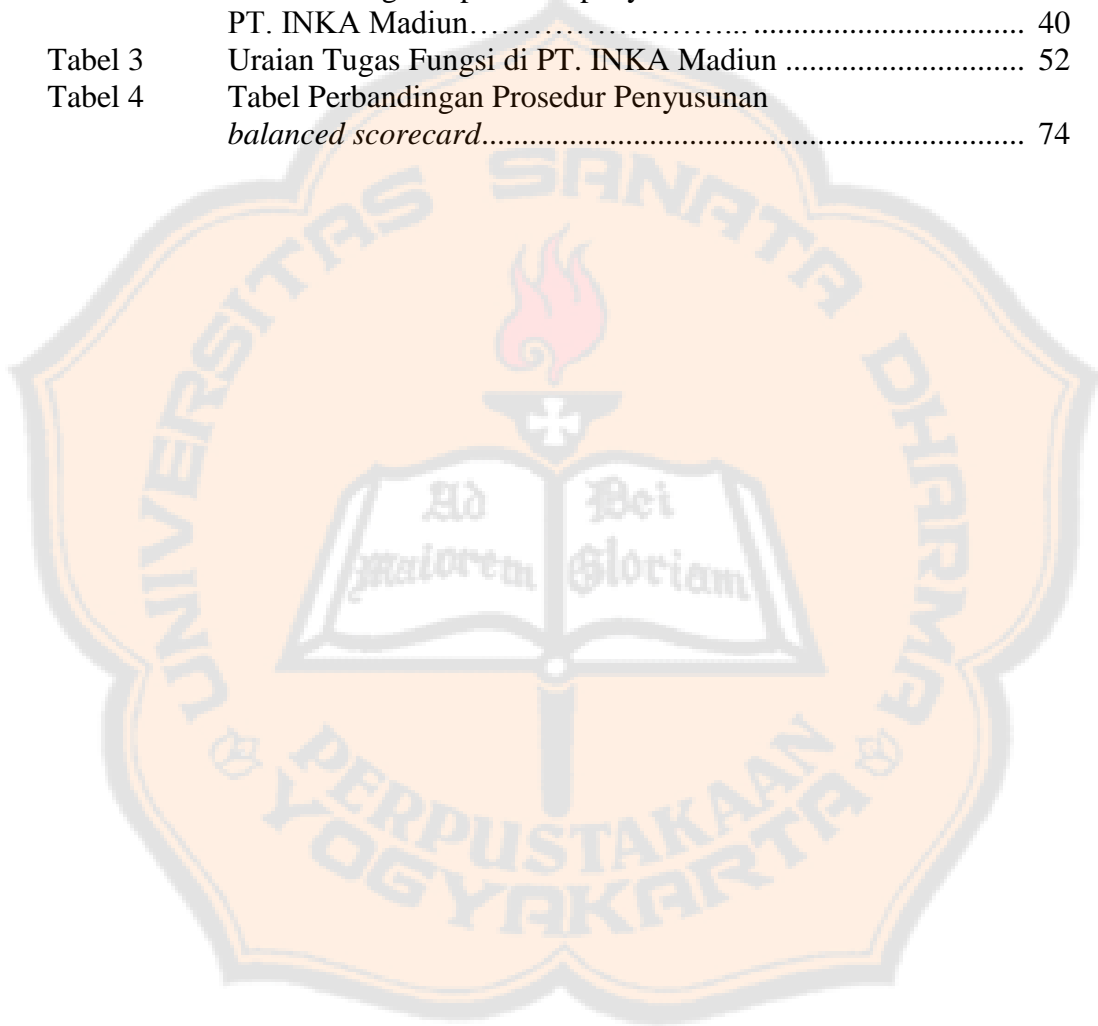 PT. INKA Madiun………………………... .................................. 40
Tabel 3 Uraian Tugas Fungsi di PT. INKA Madiun .............................. 52
Tabel 4 Tabel Perbandingan Prosedur Penyusunan
balanced scorecard.................................................................... 74
UNIVERSITAS SANATA DHARMA
Ad Dei
Maiorem Gloriam
PERPUSTAKAAN
YOGYAKARTA